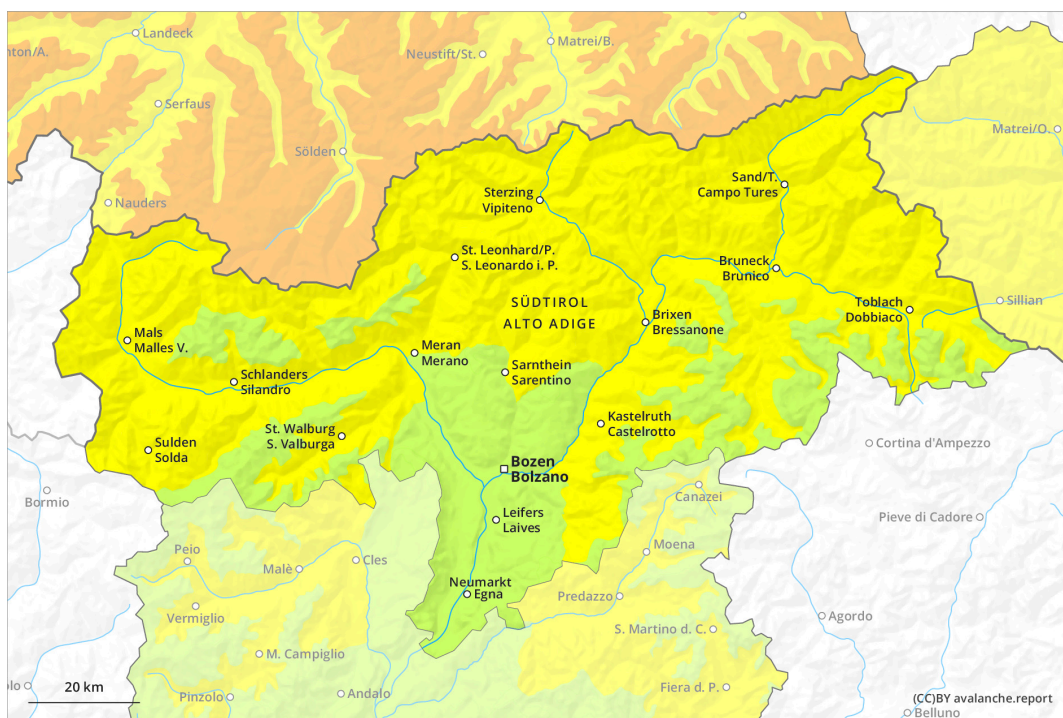 Landeck
nton/A.
Neustift/St.
Matrei/B.
Serfaus
Sölden
Matrei/O.
Nauders
Sterzing
Vipiteno
Sand/T.
Campo Tures
St. Leonhard/P.
S. Leonardo i. P.
Bruneck
Brunico
SÜDTIROL
ALTO ADIGE
Toblach
Dobbiaco
Sillian
Mals
Malles V.
Meran
Merano
Brixen
Bressanone
Schlanders
Silandro
Sarnthein
Sarentino
St. Walburg
S. Valburga
Kastelruth
Castelrotto
Sulden
Solda
Cortina d'Ampezzo
Bozen
Bolzano
Bormio
Canazei
Leifers
Laives
Pieve di Cadore
Peio
Moena
Malè
Cles
Neumarkt
Egna
Predazzo
Vermiglio
Agordo
S. Martino d. C.
M. Campiglio
olo
20 km
Pinzolo
Andalo
Fiera d. P.
(CC)BY avalanche.report
Belluno